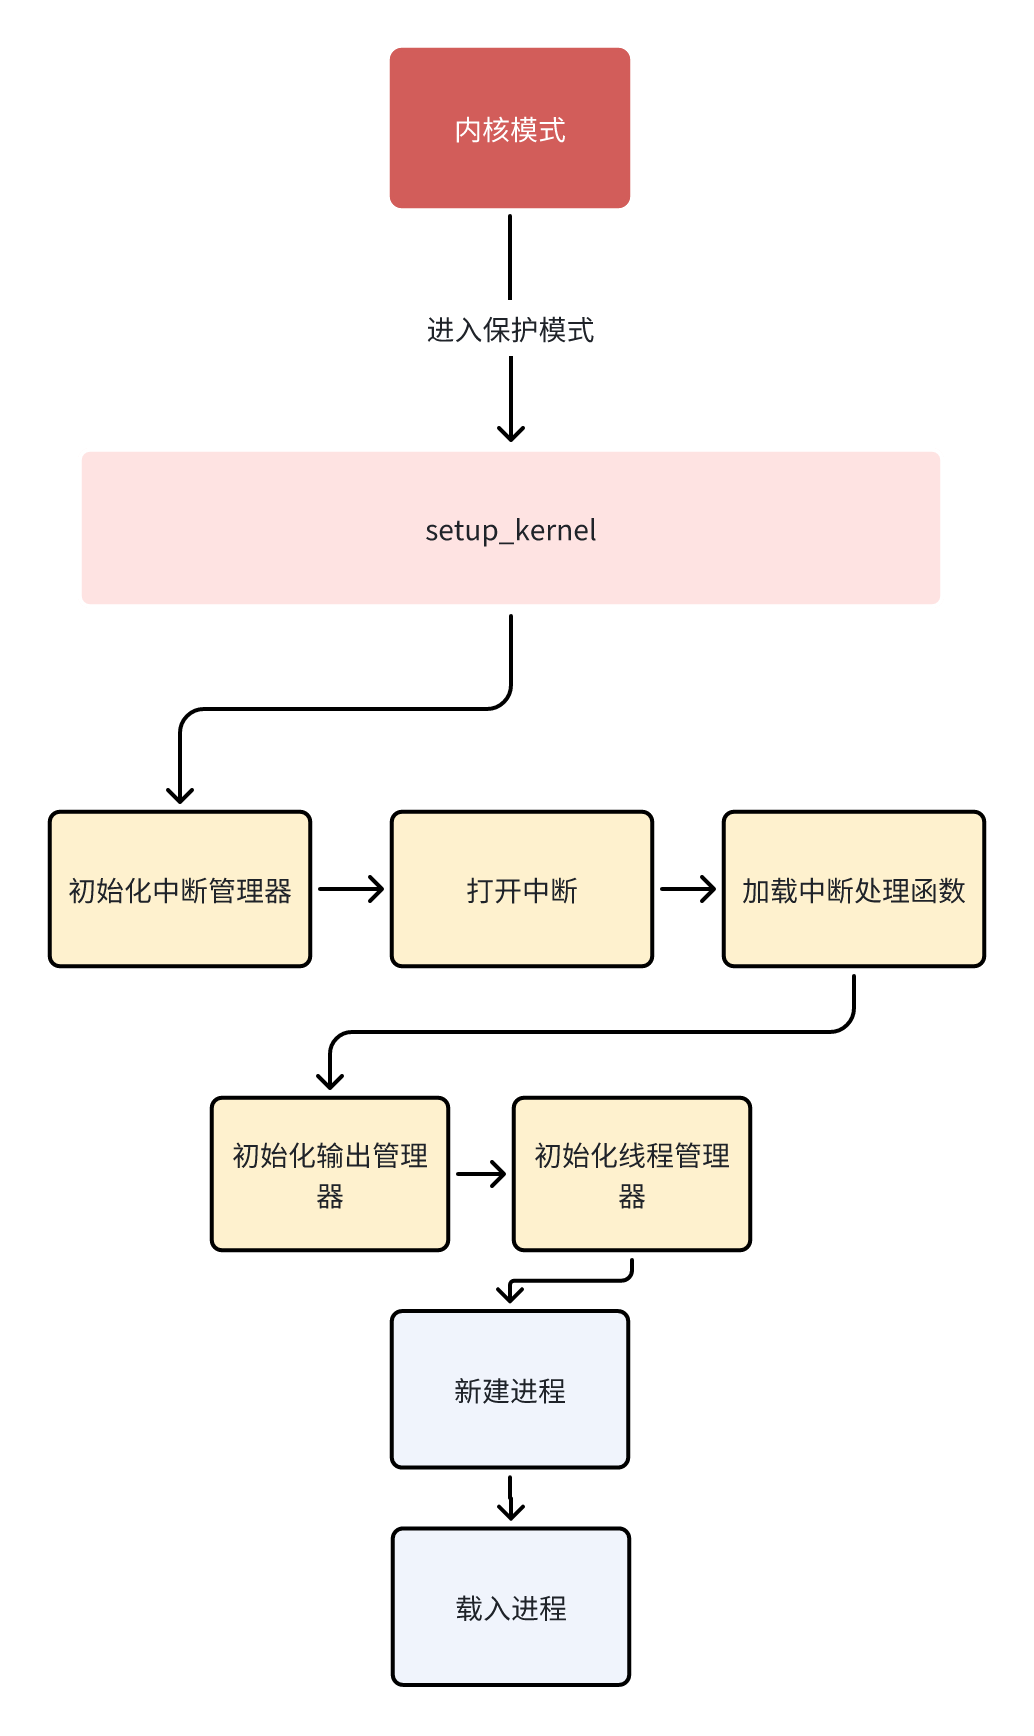 内核模式
进入保护模式
setup_kernel
初始化中断管理器
打开中断
加载中断处理函数
初始化输出管理
器
初始化线程管理
器
新建进程
载入进程